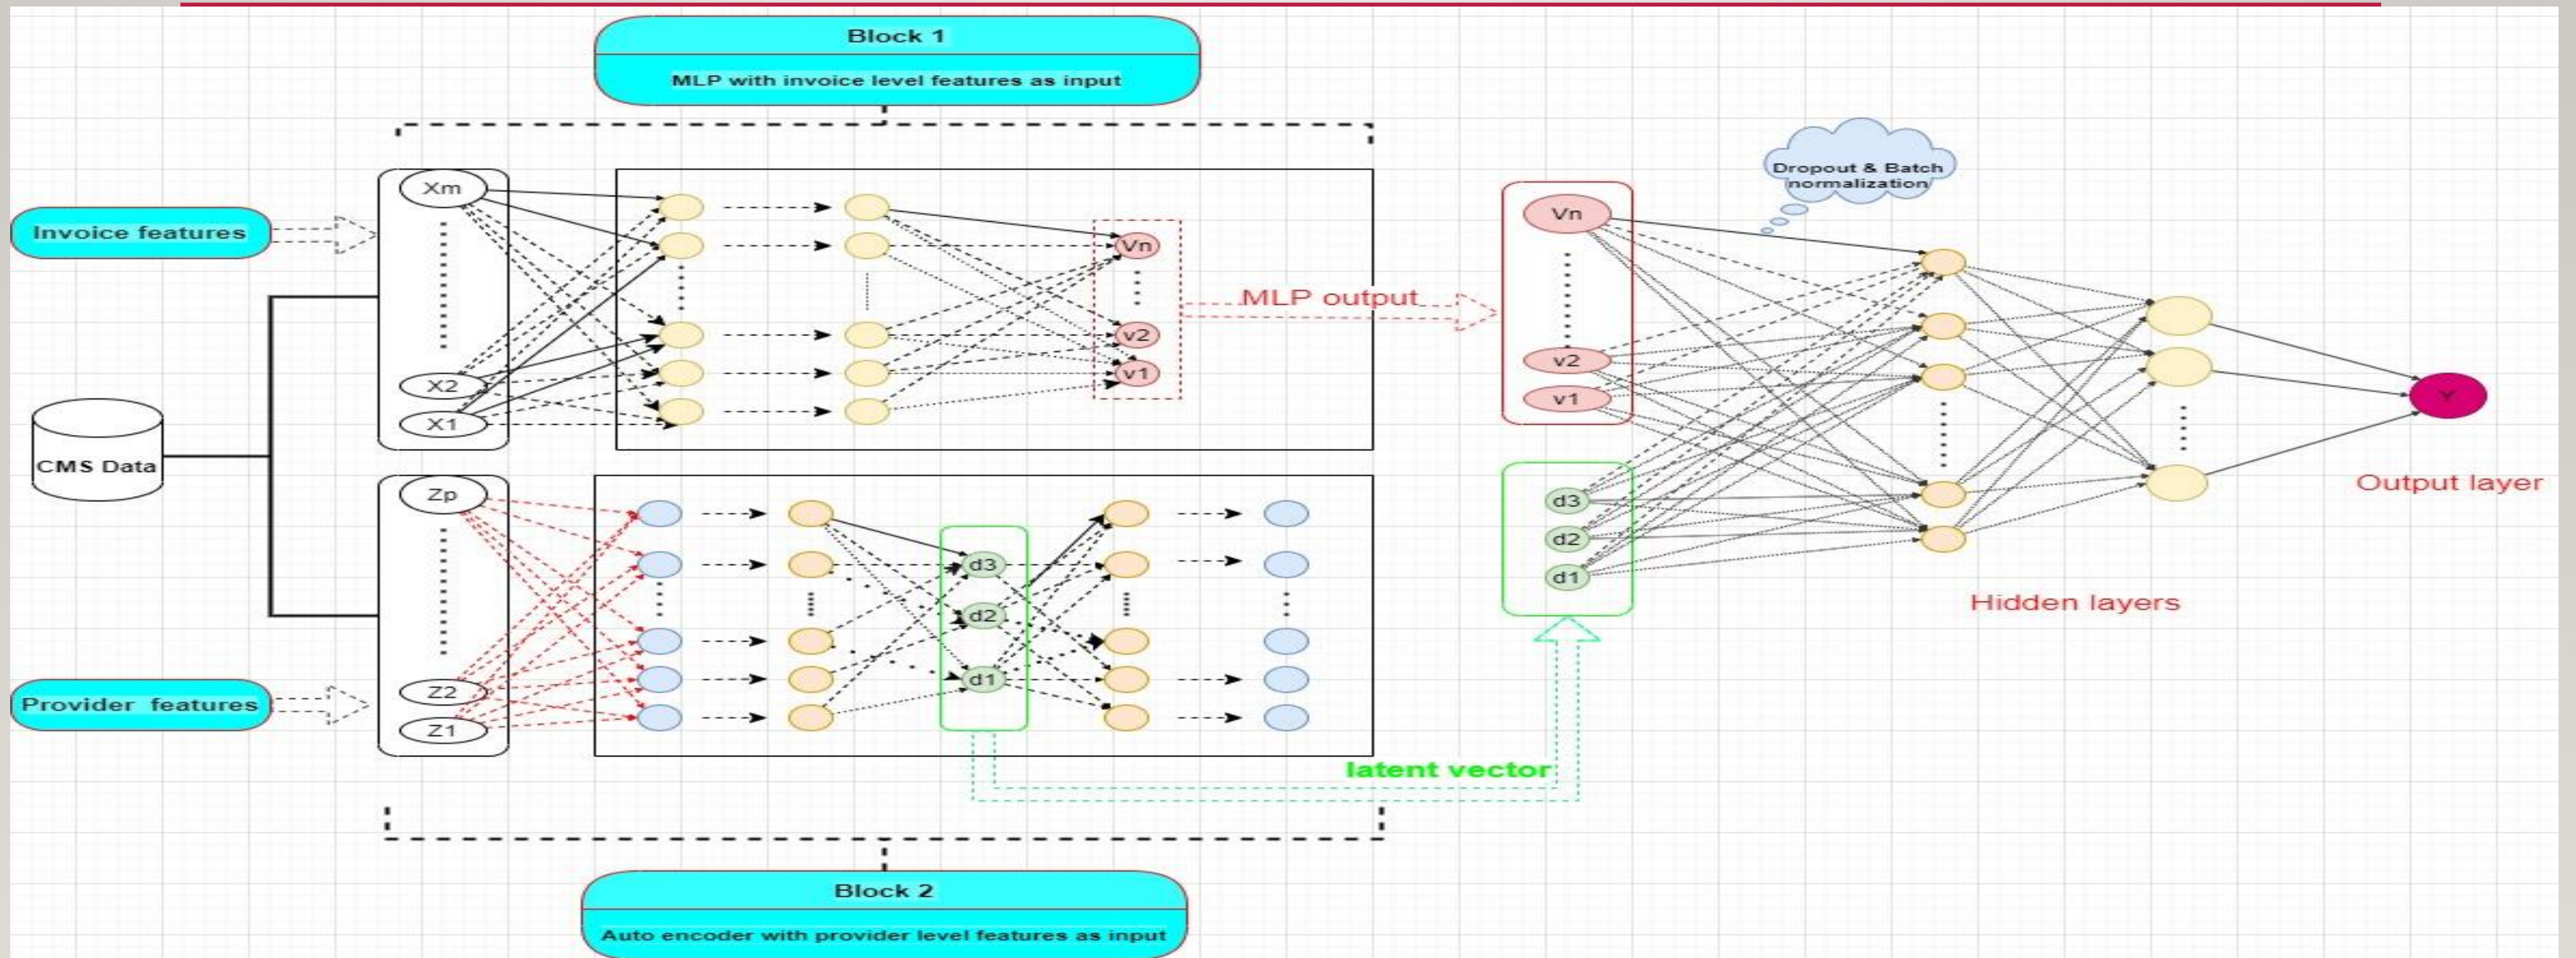 Block 1
MLP with invoice level features as input
Dropout & Batch
normalization
Invoice features
Xm
X2
X1
Vn
v2
v1
MLP output
Vn
v2
v1
CMS Data
Y
Output layer
Hidden layers
Provider features
Zp
Z2
Z1
d3
d2
d1
d3
d2
d1
latent vector
Block 2
Auto encoder with provider level features as input